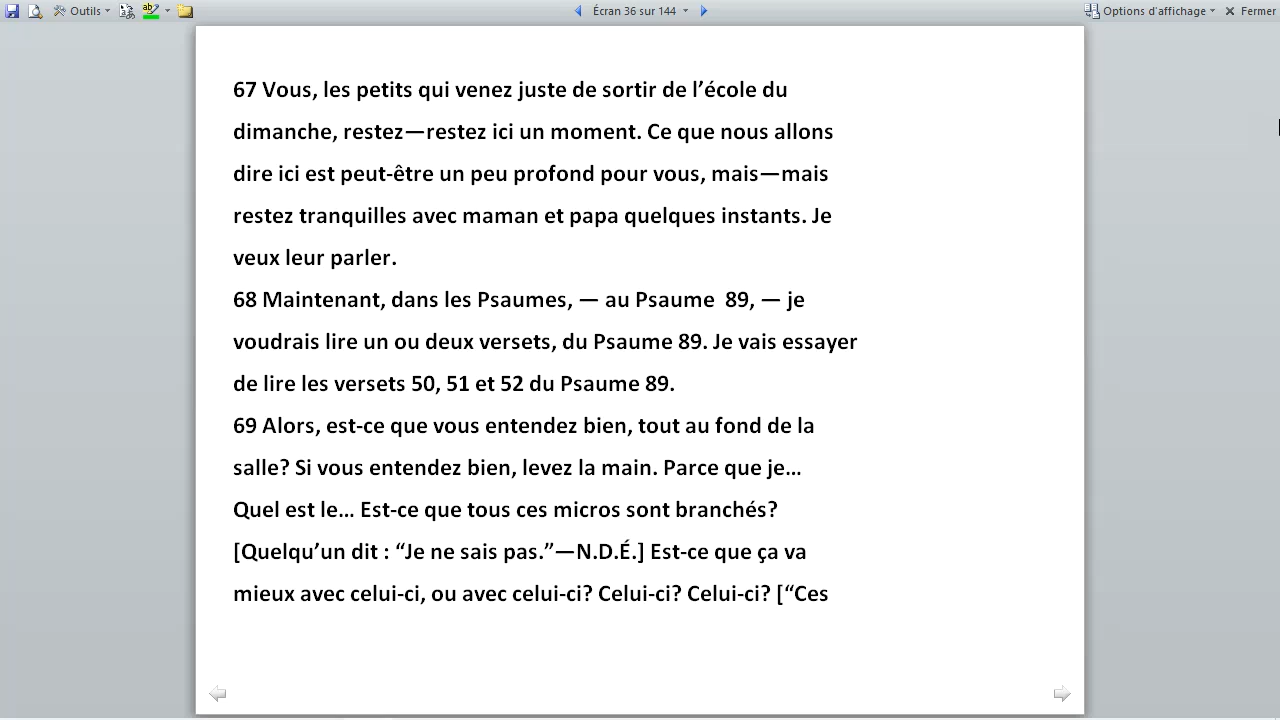 Outils
Écran 36 sur 144
Options d'affichage
Fermer
67 Vous, les petits qui venez juste de sortir de l’école du
dimanche, restez—restez ici un moment. Ce que nous allons
dire ici est peut-être un peu profond pour vous, mais—mais
restez tranquilles avec maman et papa quelques instants. Je
veux leur parler.
68 Maintenant, dans les Psaumes, — au Psaume  89, — je
voudrais lire un ou deux versets, du Psaume 89. Je vais essayer
de lire les versets 50, 51 et 52 du Psaume 89.
69 Alors, est-ce que vous entendez bien, tout au fond de la
salle? Si vous entendez bien, levez la main. Parce que je…
Quel est le… Est-ce que tous ces micros sont branchés?
[Quelqu’un dit : “Je ne sais pas.”—N.D.É.] Est-ce que ça va
mieux avec celui-ci, ou avec celui-ci? Celui-ci? Celui-ci? [“Ces